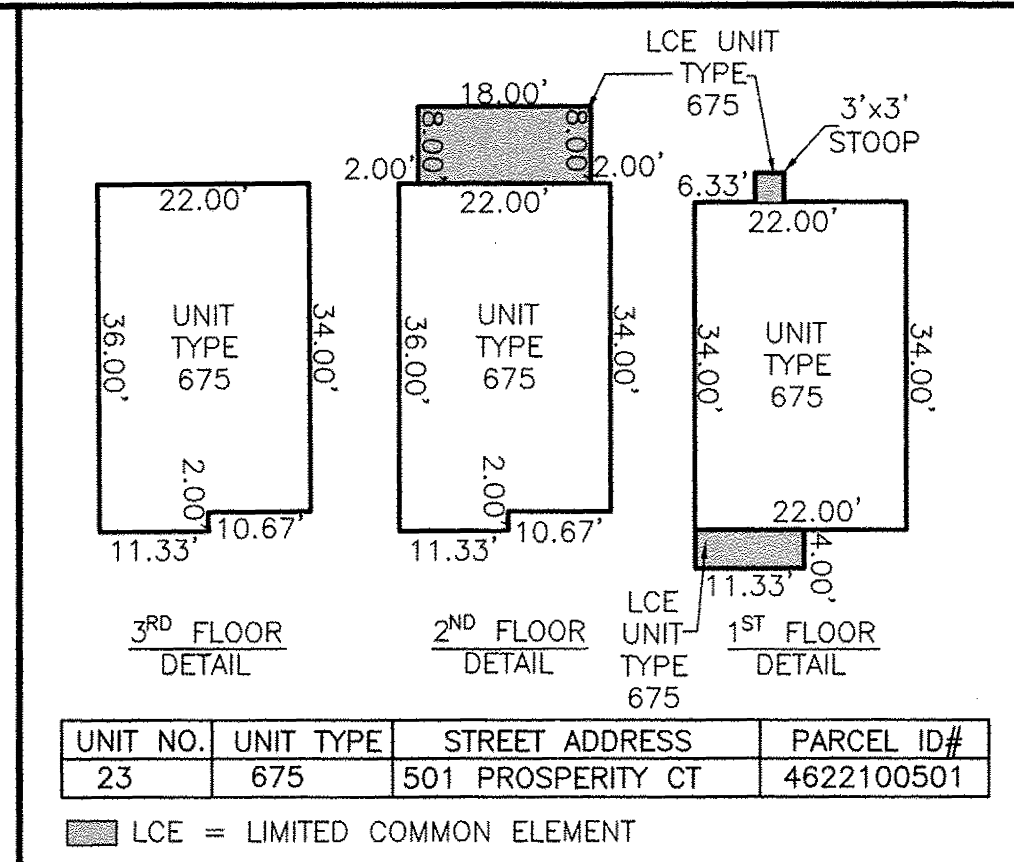 LCE UNIT
TYPE
675
3'x3'
STOOP
18.00'
8.00'
8.00'
2.00'
2.00'
6.33'
22.00'
22.00'
22.00'
36.00'
UNIT
TYPE
675
34.00'
36.00'
UNIT
TYPE
675
34.00'
34.00'
UNIT
TYPE
675
34.00'
2.00'
10.67'
11.33'
2.00'
10.67'
11.33'
22.00'
4.00'
11.33'
LCE
UNIT
TYPE
675
3RD FLOOR
DETAIL
2ND FLOOR
DETAIL
1ST FLOOR
DETAIL
UNIT NO. UNIT TYPE STREET ADDRESS PARCEL ID#
23 675 501 PROSPERITY CT 4622100501
LCE = LIMITED COMMON ELEMENT